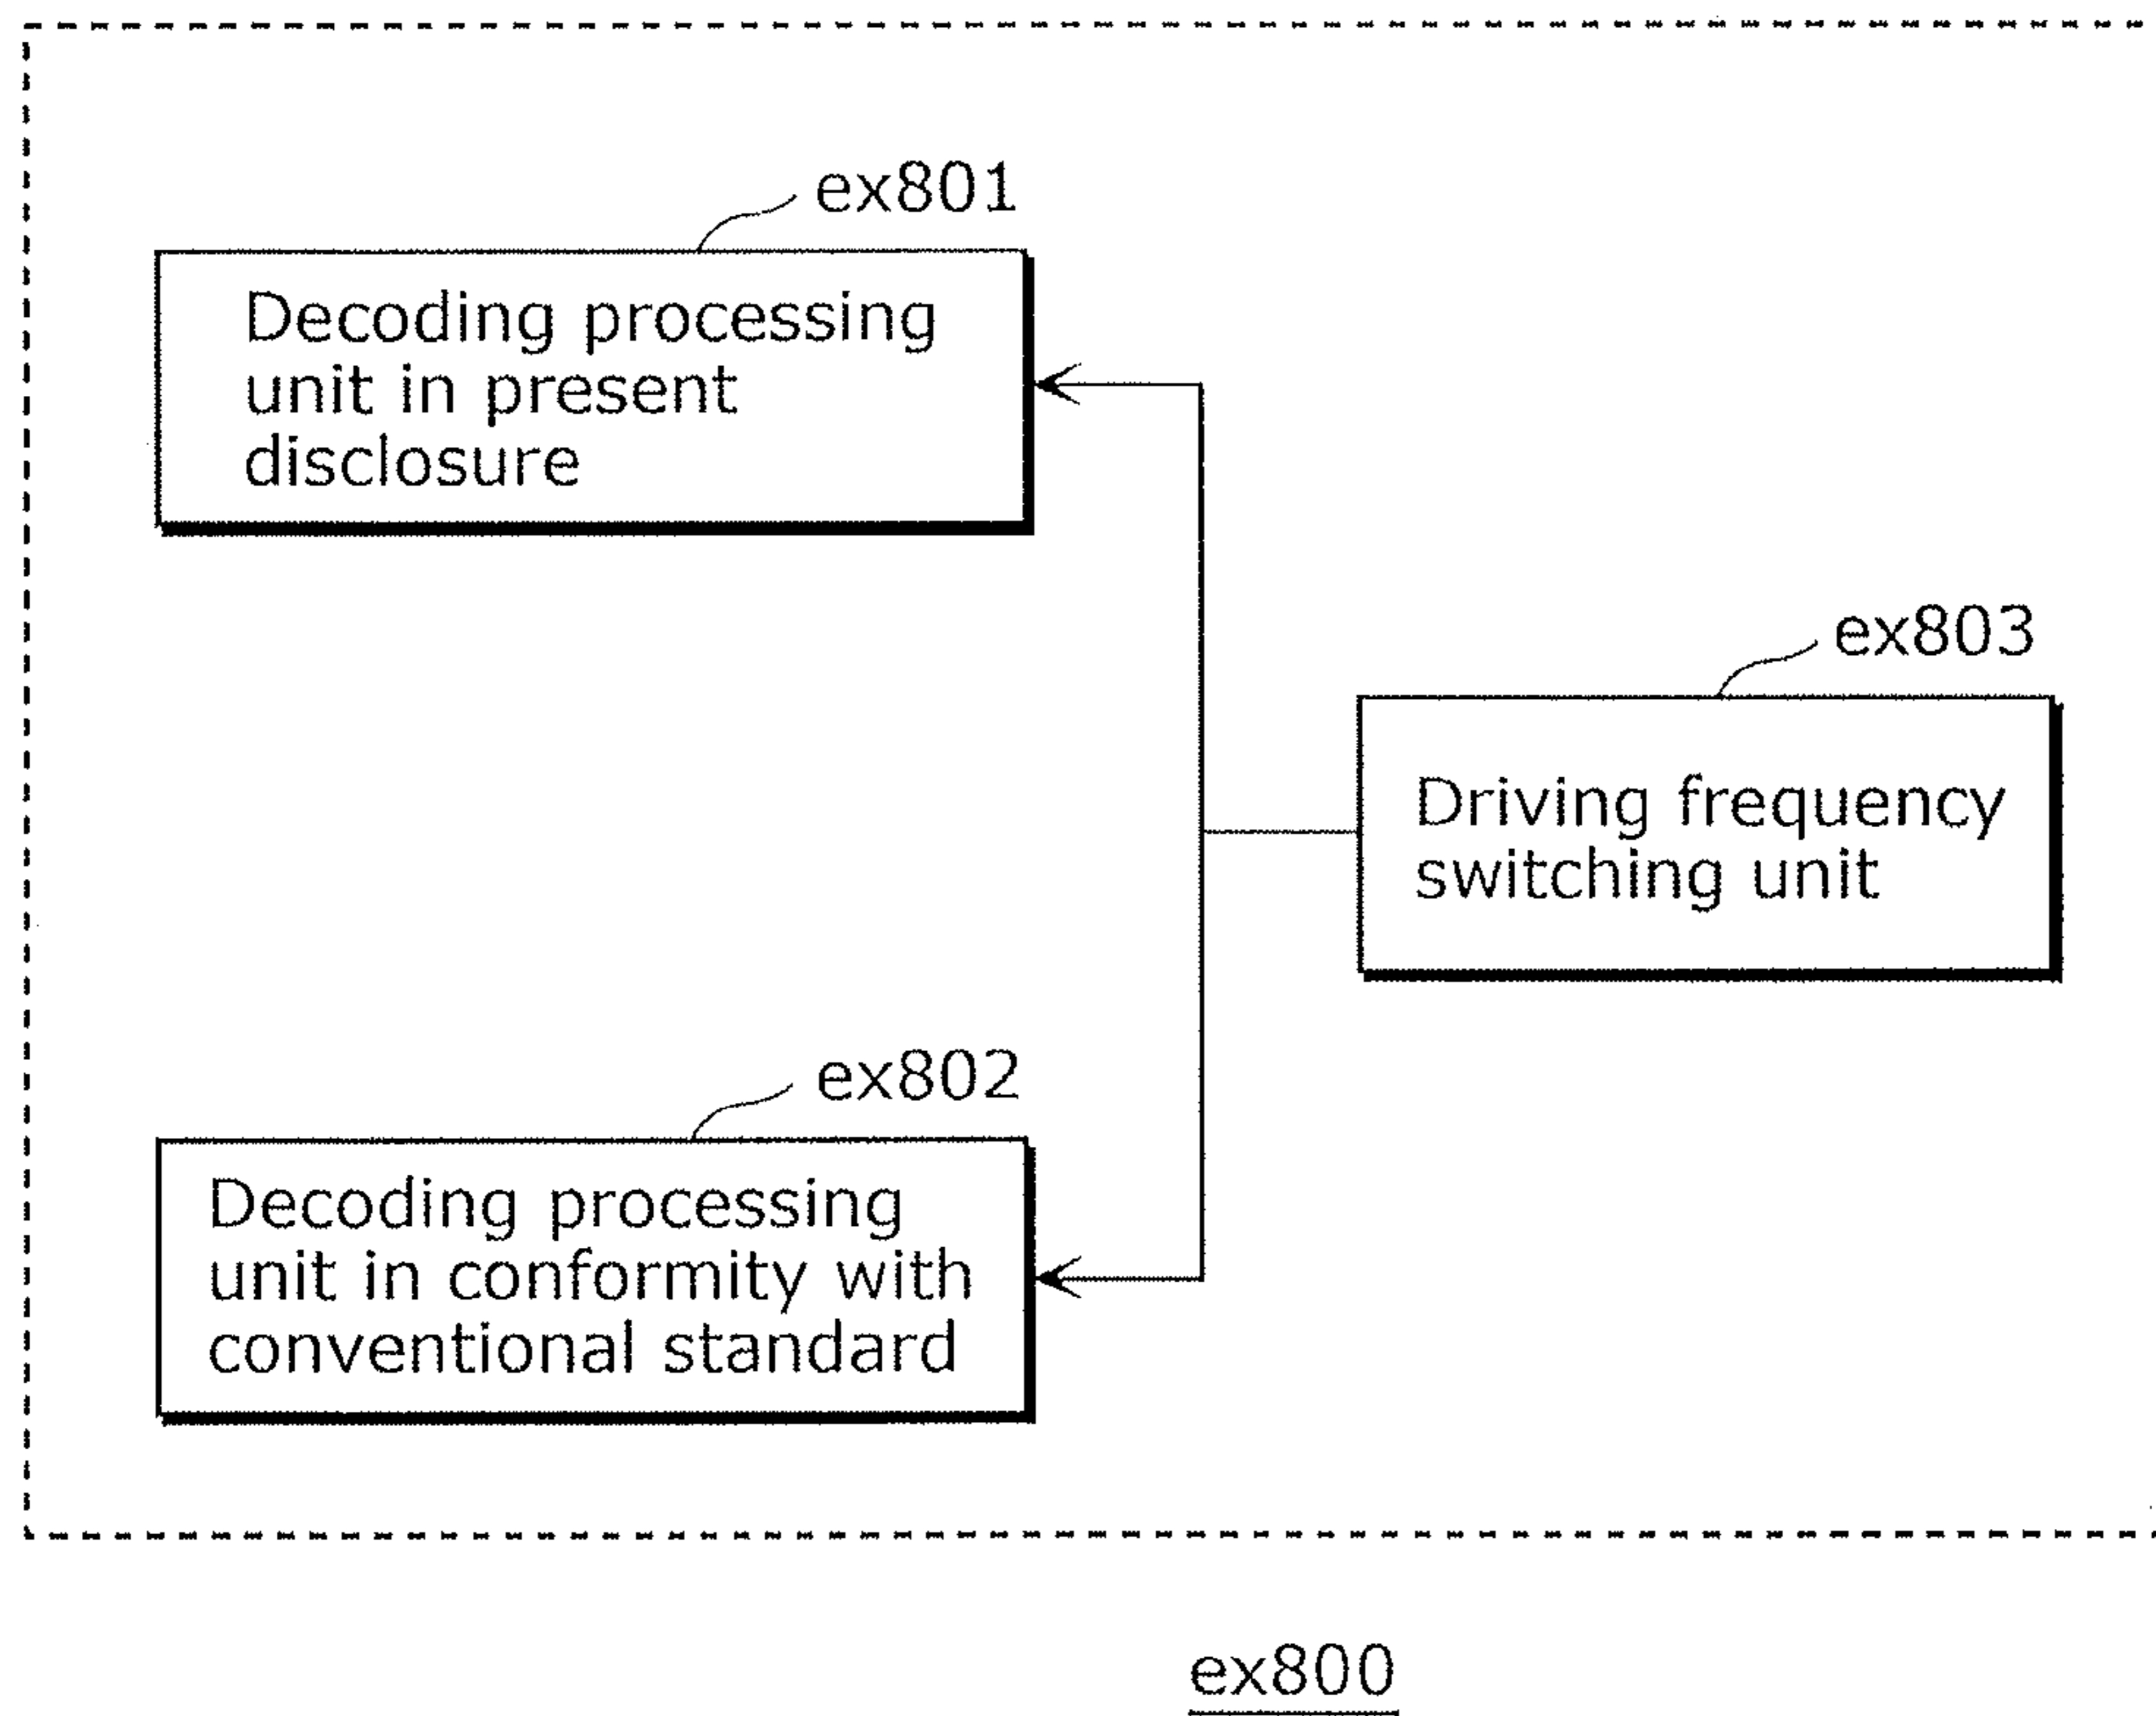 ex801
Decoding processing
unit in present
disclosure
ex803
Driving frequency
switching unit
ex802
Decoding processing
unit in conformity with
conventional standard
ex800